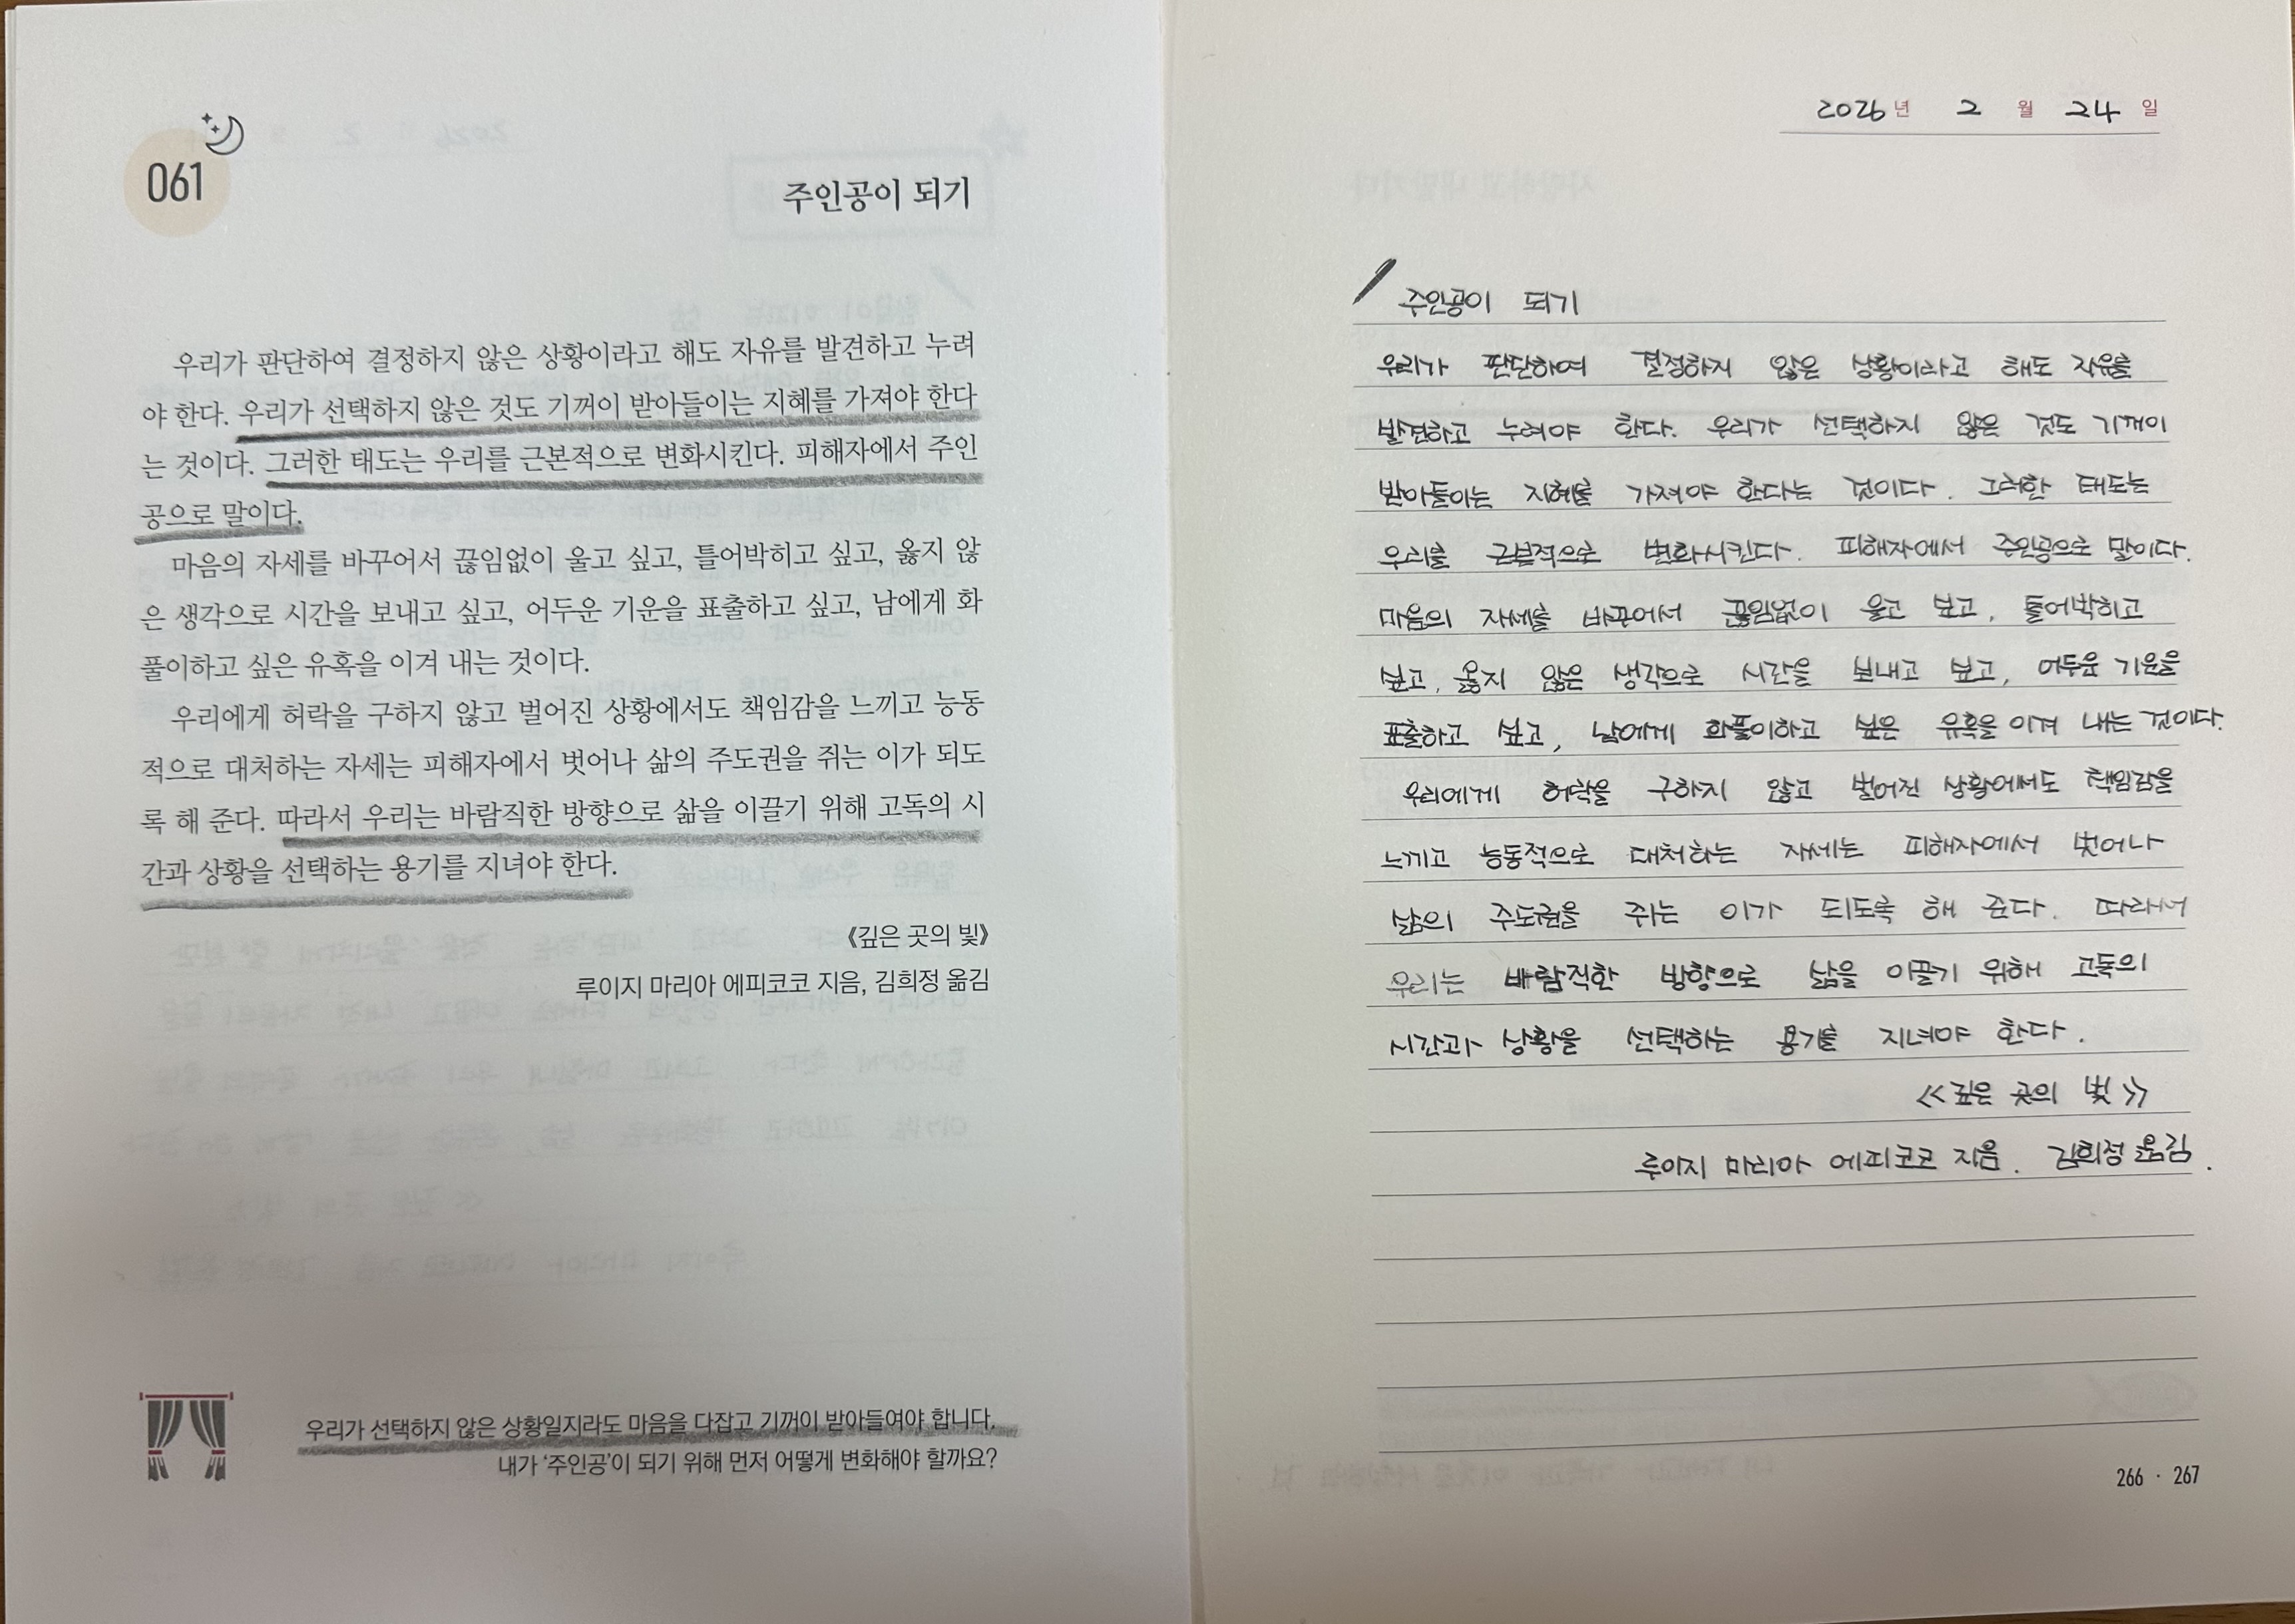 061
주인공이 되기
우리가 판단하여 결정하지 않은 상황이라고 해도 자유를 발견하고 누려
야 한다. 우리가 선택하지 않은 것도 기꺼이 받아들이는 지혜를 가져야 한다
는 것이다. 그러한 태도는 우리를 근본적으로 변화시킨다. 피해자에서 주인
공으로 말이다.
마음의 자세를 바꾸어서 끊임없이 울고 싶고, 틀어박히고 싶고, 옳지 않
은 생각으로 시간을 보내고 싶고, 어두운 기운을 표출하고 싶고, 남에게 화
풀이하고 싶은 유혹을 이겨 내는 것이다.
우리에게 허락을 구하지 않고 벌어진 상황에서도 책임감을 느끼고 능동
적으로 대처하는 자세는 피해자에서 벗어나 삶의 주도권을 쥐는 이가 되도
록 해 준다. 따라서 우리는 바람직한 방향으로 삶을 이끌기 위해 고독의 시
간과 상황을 선택하는 용기를 지녀야 한다.
《깊은 곳의 빛》
루이지 마리아 에피코코 지음, 김희정 옮김
우리가 선택하지 않은 상황일지라도 마음을 다잡고 기꺼이 받아들여야 합니다.
내가 '주인공'이 되기 위해 먼저 어떻게 변화해야 할까요?
2026년 2월 24일
주인공이 되기
우리가 판단하여 결정하지 않은 상황이라고 해도 자유를
발견하고 누려야 한다. 우리가 선택하지 않은 것도 기꺼이
받아들이는 지혜를 가져야 한다는 것이다. 그러한 태도는
우리를 근본적으로 변화시킨다. 피해자에서 주인공으로 말이다.
마음의 자세를 바꾸어서 끊임없이 울고 싶고, 틀어박히고
싶고, 옳지 않은 생각으로 시간을 보내고 싶고, 어두운 기운을
표출하고 싶고, 남에게 화풀이하고 싶은 유혹을 이겨 내는 것이다.
우리에게 허락을 구하지 않고 벌어진 상황에서도 책임감을
느끼고 능동적으로 대처하는 자세는 피해자에서 벗어나
삶의 주도권을 쥐는 이가 되도록 해 준다. 따라서
우리는 바람직한 방향으로 삶을 이끌기 위해 고독의
시간과 상황을 선택하는 용기를 지녀야 한다.
<<깊은 곳의 빛>>
루이지 마리아 에피코코 지음. 김희정 옮김.
266 · 267